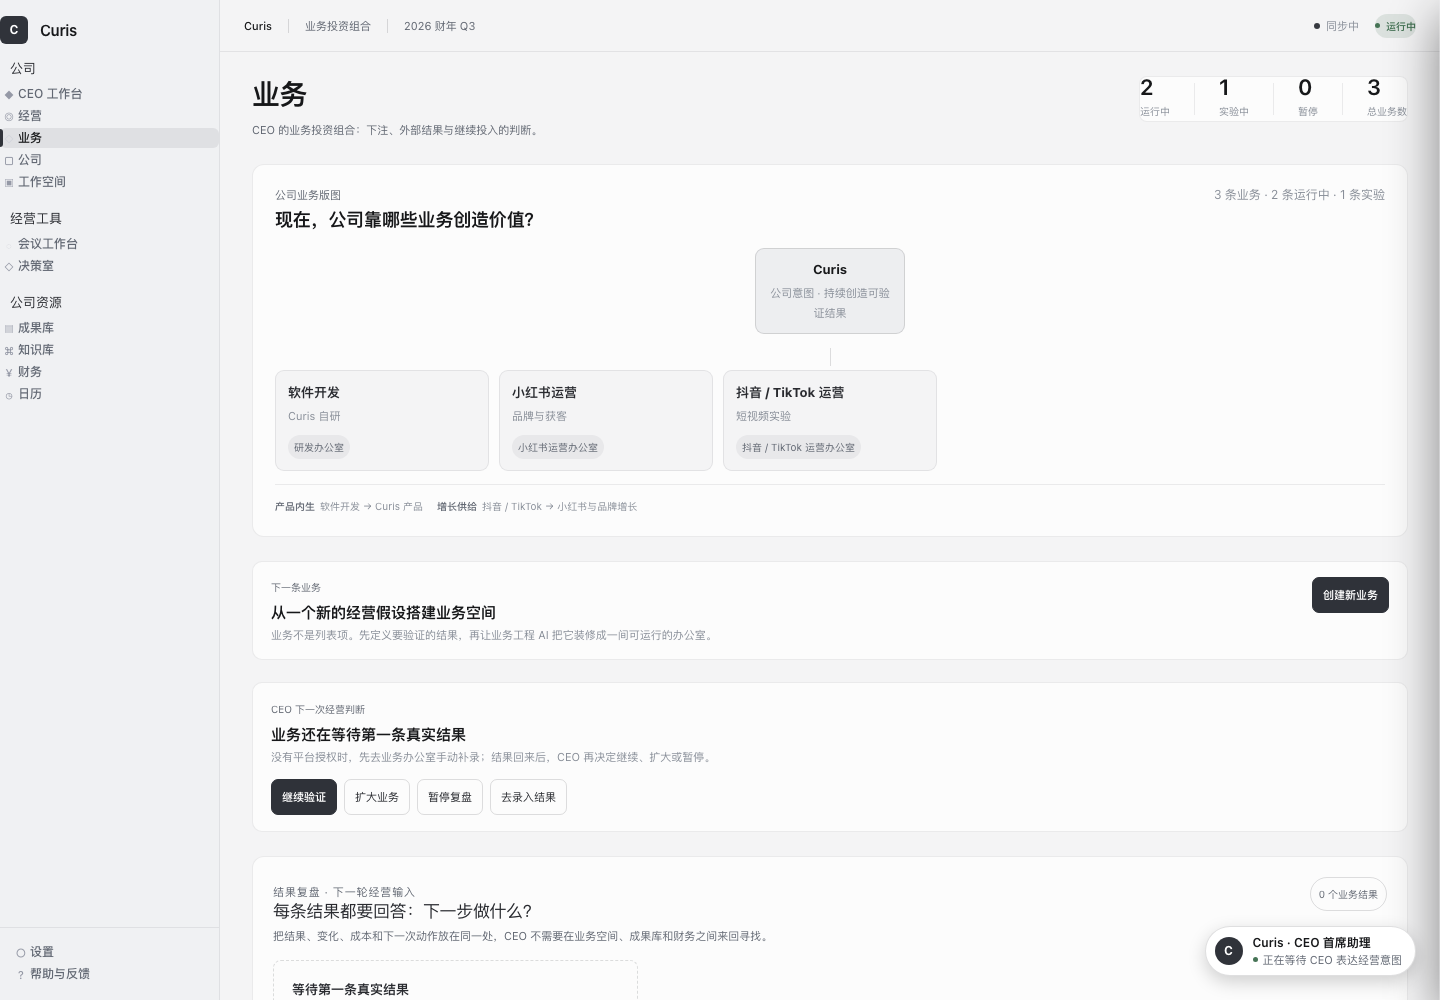 C Curis
公司
CEO 工作台
经营
业务
公司
工作空间
经营工具
会议工作台
决策室
公司资源
成果库
知识库
¥ 财务
日历
设置
? 帮助与反馈
Curis 业务投资组合 2026 财年 Q3
同步中 运行中
业务
CEO 的业务投资组合：下注、外部结果与继续投入的判断。
2 1 0 3
运行中 实验中 暂停 总业务数
公司业务版图
3 条业务 · 2 条运行中 · 1 条实验
现在，公司靠哪些业务创造价值？
Curis
公司意图 · 持续创造可验
证结果
软件开发
Curis 自研
研发办公室
小红书运营
品牌与获客
小红书运营办公室
抖音 / TikTok 运营
短视频实验
抖音 / TikTok 运营办公室
产品内生 软件开发 → Curis 产品 增长供给 抖音 / TikTok → 小红书与品牌增长
下一条业务
从一个新的经营假设搭建业务空间
业务不是列表项。先定义要验证的结果，再让业务工程 AI 把它装修成一间可运行的办公室。
创建新业务
CEO 下一次经营判断
业务还在等待第一条真实结果
没有平台授权时，先去业务办公室手动补录；结果回来后，CEO 再决定继续、扩大或暂停。
继续验证 扩大业务 暂停复盘 去录入结果
结果复盘 · 下一轮经营输入
每条结果都要回答：下一步做什么？
把结果、变化、成本和下一次动作放在同一处，CEO 不需要在业务空间、成果库和财务之间来回寻找。
0 个业务结果
等待第一条真实结果
C Curis · CEO 首席助理
正在等待 CEO 表达经营意图